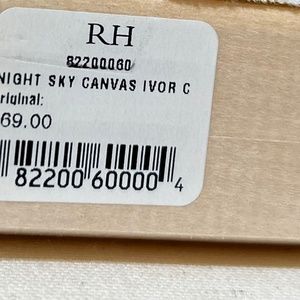 RH
82200060
NIGHT SKY CANVAS IVOR C
riginal:
69.00
82200 60000 4